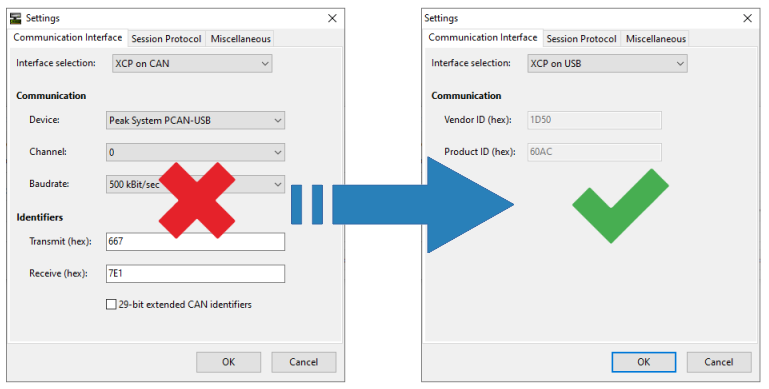 Settings
Communication Interface Session Protocol Miscellaneous
Interface selection: XCP on CAN
Communication
Device: Peak System PCAN-USB
Channel: 0
Baudrate: 500 kBit/sec
Identifiers
Transmit (hex): 667
Receive (hex): 7E1
29-bit extended CAN identifiers
OK Cancel
Settings
Communication Interface Session Protocol Miscellaneous
Interface selection: XCP on USB
Communication
Vendor ID (hex): 1D50
Product ID (hex): 60AC
OK Cancel